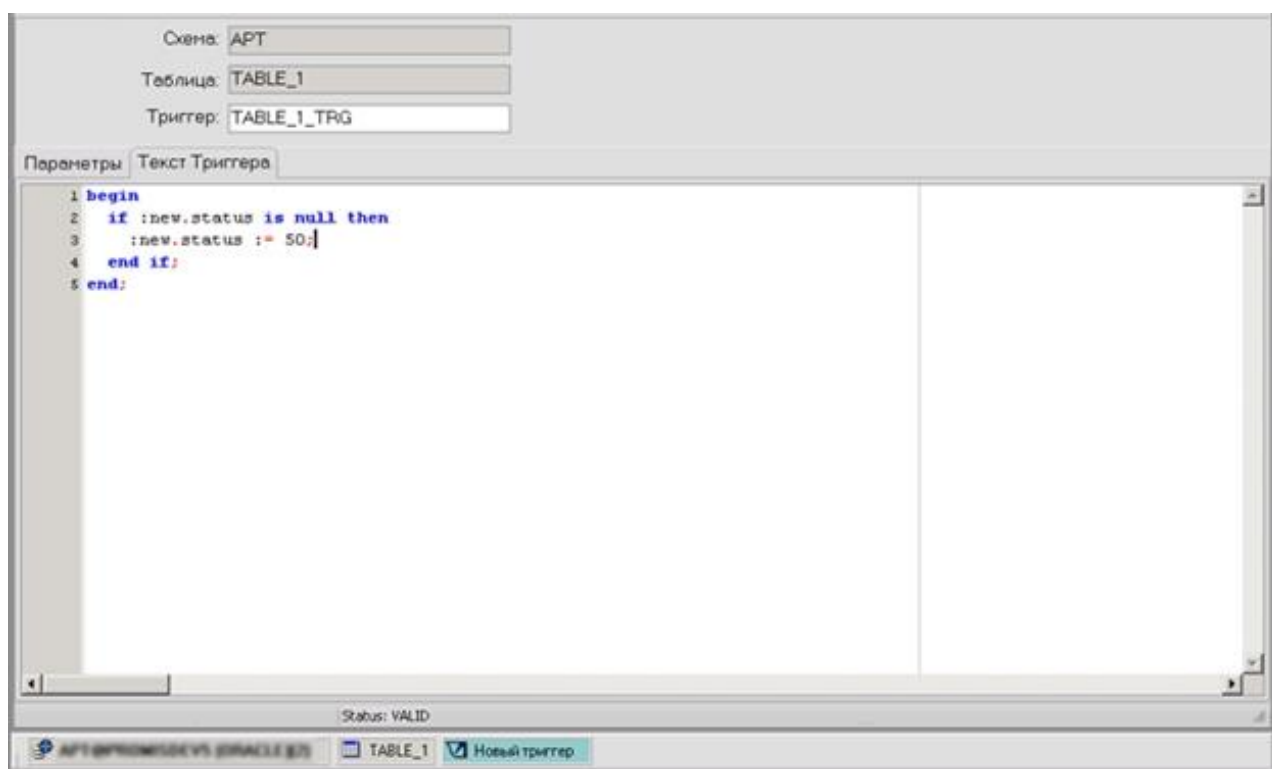 Схема: APT
Таблица: TABLE_1
Триггер: TABLE_1_TRG
Параметры Текст Триггера
1 begin
2 if :new.status is null then
3 :new.status := 50;
4 end if;
5 end;
Status: VALID
TABLE_1 Новый триггер